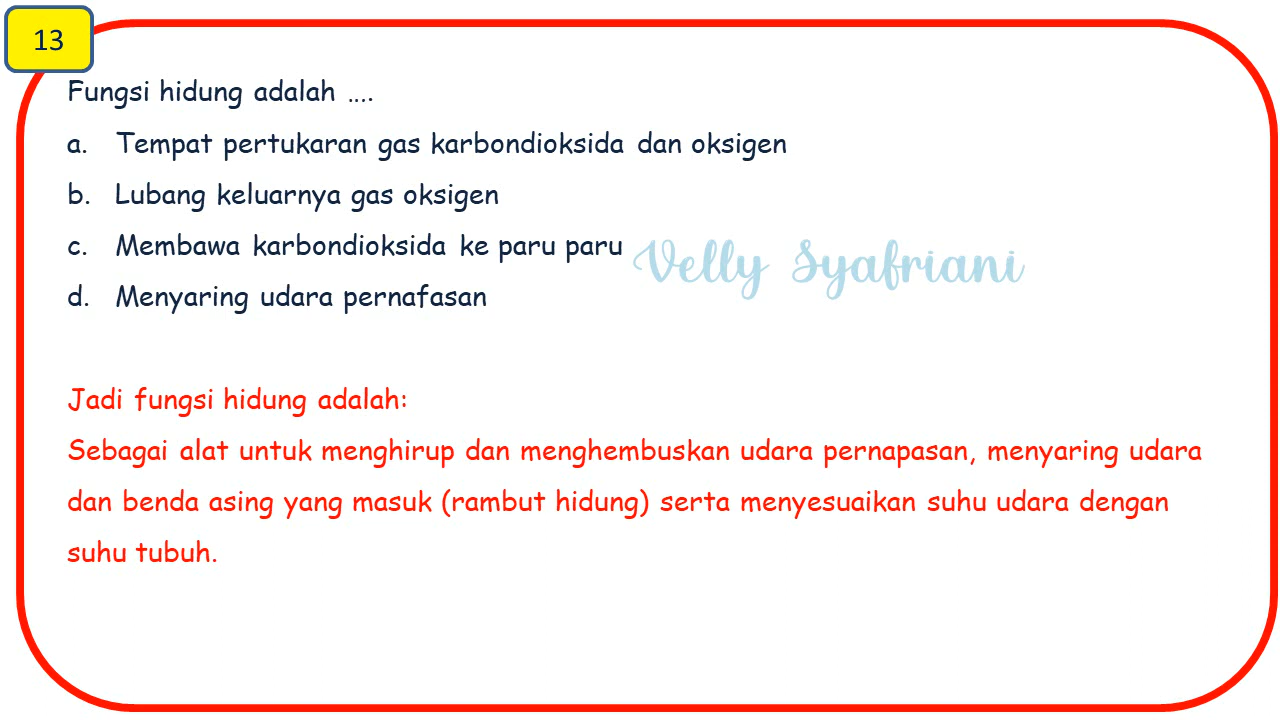 13
Fungsi hidung adalah ....
a. Tempat pertukaran gas karbondioksida dan oksigen
b. Lubang keluarnya gas oksigen
c. Membawa karbondioksida ke paru paru
Velly Syafriani
d. Menyaring udara pernafasan
Jadi fungsi hidung adalah:
Sebagai alat untuk menghirup dan menghembuskan udara pernapasan, menyaring udara
dan benda asing yang masuk (rambut hidung) serta menyesuaikan suhu udara dengan
suhu tubuh.